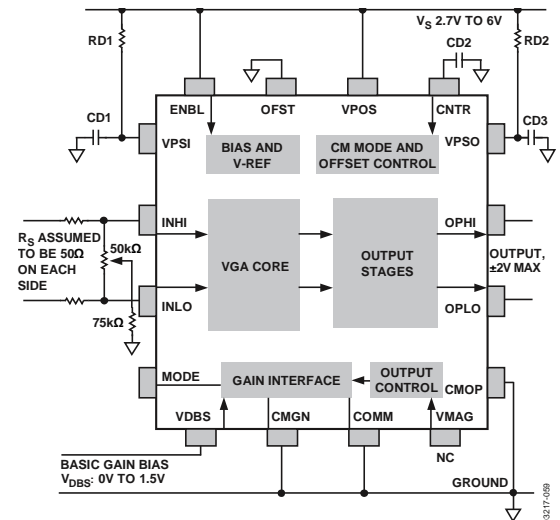 V_S 2.7V TO 6V
RD1
RD2
CD2
CD1
CD3
ENBL
OFST
VPOS
CNTR
VPSI
VPSO
BIAS AND
V-REF
CM MODE AND
OFFSET CONTROL
INHI
OPHI
R_S ASSUMED
TO BE 50Ω
ON EACH
SIDE
50kΩ
VGA CORE
OUTPUT
STAGES
OUTPUT,
±2V MAX
INLO
OPLO
75kΩ
MODE
GAIN INTERFACE
OUTPUT
CONTROL
CMOP
VDBS
CMGN
COMM
VMAG
NC
BASIC GAIN BIAS
V_DBS: 0V TO 1.5V
GROUND
3217-059